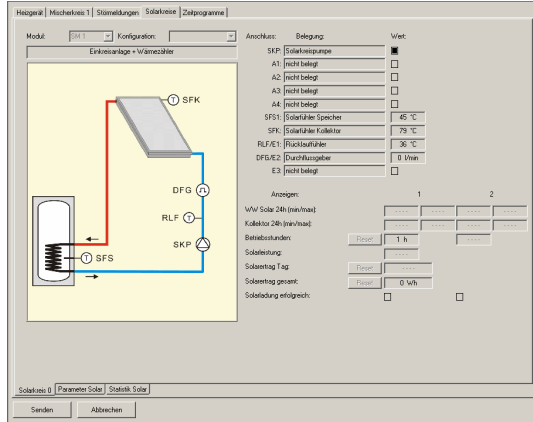 Heizgerät Mischerkreis 1 Störmeldungen Solarkreise Zeitprogramme
Modul: SM 1 Konfiguration:
Einkreisanlage + Wärmezähler
SFK
DFG
RLF
SKP
SFS
Anschluss: Belegung: Wert:
SKP: Solarkreispumpe
A1: nicht belegt
A2: nicht belegt
A3: nicht belegt
A4: nicht belegt
SFS1: Solarfühler Speicher 45 °C
SFK: Solarfühler Kollektor 79 °C
RLF/E1: Rücklauffühler 36 °C
DFG/E2: Durchflussgeber 0 l/min
E3: nicht belegt
Anzeigen: 1 2
WW Solar 24h (min/max): ---- ---- ---- ----
Kollektor 24h (min/max): ---- ---- ---- ----
Betriebsstunden: Reset 1 h ----
Solarleistung: ----
Solarertrag Tag: Reset ----
Solarertrag gesamt: Reset 0 Wh
Solarladung erfolgreich:
Solarkreis 0 Parameter Solar Statistik Solar
Senden Abbrechen